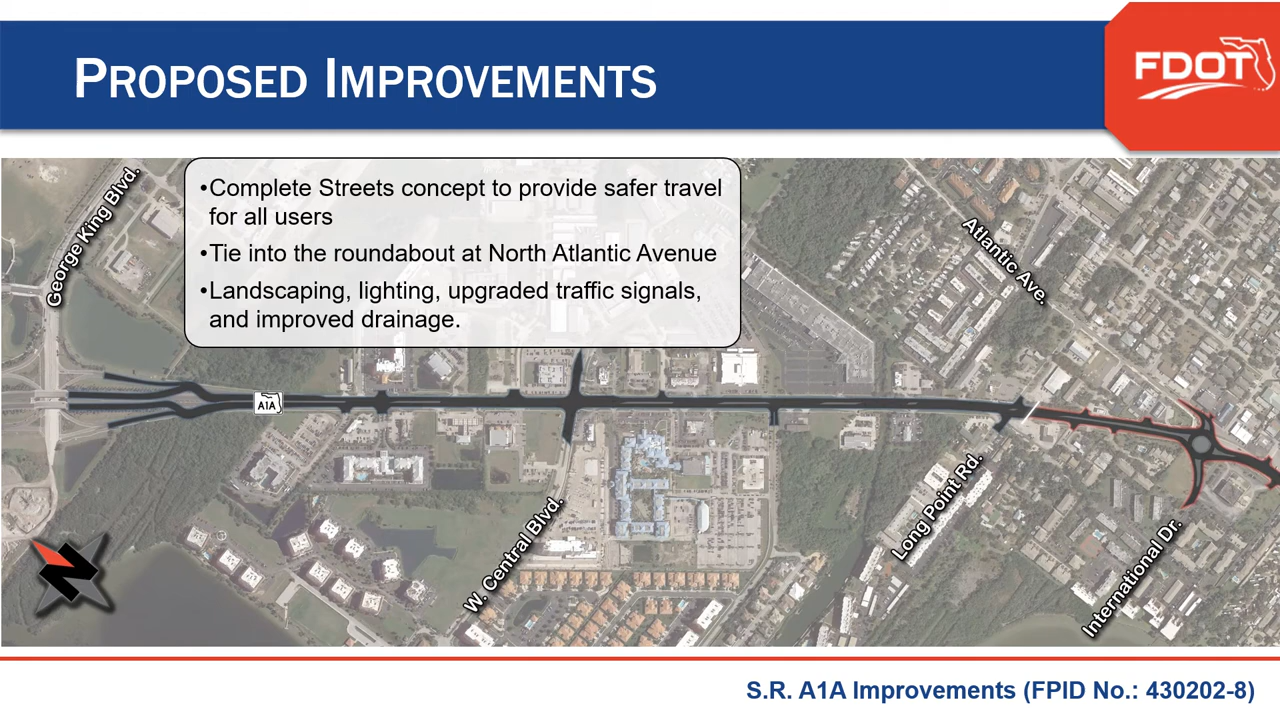 PROPOSED IMPROVEMENTS
FDOT
•Complete Streets concept to provide safer travel
for all users
•Tie into the roundabout at North Atlantic Avenue
•Landscaping, lighting, upgraded traffic signals,
and improved drainage.
George King Blvd.
Atlantic Ave.
A1A
W. Central Blvd.
Long Point Rd.
International Dr.
N
S.R. A1A Improvements (FPID No.: 430202-8)